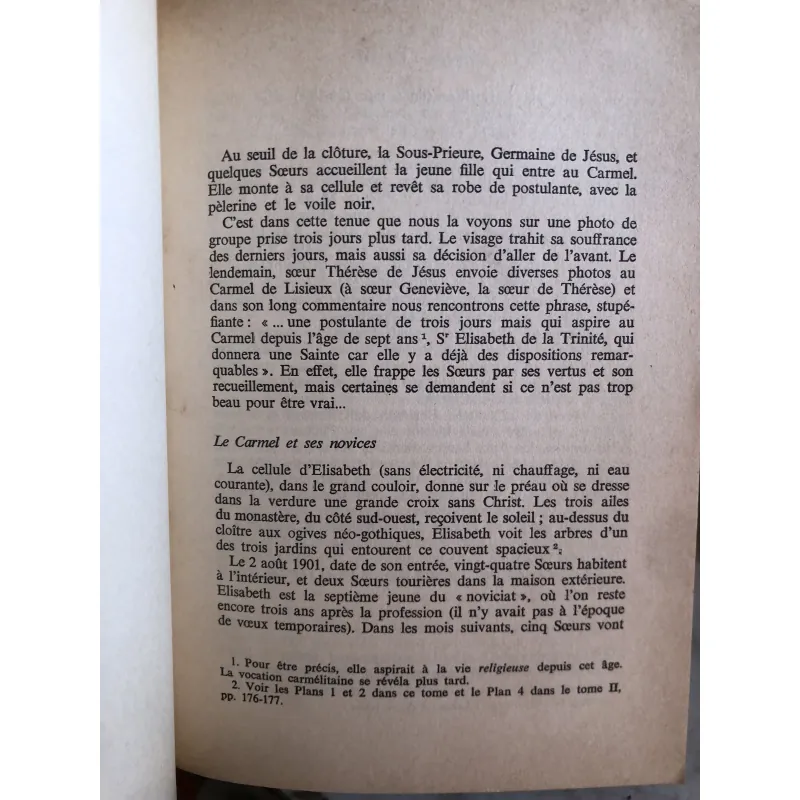 Au seuil de la clôture, la Sous-Prieure, Germaine de Jésus, et
quelques Sœurs accueillent la jeune fille qui entre au Carmel.
Elle monte à sa cellule et revêt sa robe de postulante, avec la
pèlerine et le voile noir.
C'est dans cette tenue que nous la voyons sur une photo de
groupe prise trois jours plus tard. Le visage trahit sa souffrance
des derniers jours, mais aussi sa décision d'aller de l'avant. Le
lendemain, sœur Thérèse de Jésus envoie diverses photos au
Carmel de Lisieux (à sœur Geneviève, la sœur de Thérèse) et
dans son long commentaire nous rencontrons cette phrase, stupé-
fiante : « ... une postulante de trois jours mais qui aspire au
Carmel depuis l'âge de sept ans¹, Sʳ Elisabeth de la Trinité, qui
donnera une Sainte car elle y a déjà des dispositions remar-
quables ». En effet, elle frappe les Sœurs par ses vertus et son
recueillement, mais certaines se demandent si ce n'est pas trop
beau pour être vrai...
Le Carmel et ses novices
La cellule d'Elisabeth (sans électricité, ni chauffage, ni eau
courante), dans le grand couloir, donne sur le préau où se dresse
dans la verdure une grande croix sans Christ. Les trois ailes
du monastère, du côté sud-ouest, reçoivent le soleil ; au-dessus du
cloître aux ogives néo-gothiques, Elisabeth voit les arbres d'un
des trois jardins qui entourent ce couvent spacieux².
Le 2 août 1901, date de son entrée, vingt-quatre Sœurs habitent
à l'intérieur, et deux Sœurs tourières dans la maison extérieure.
Elisabeth est la septième jeune du « noviciat », où l'on reste
encore trois ans après la profession (il n'y avait pas à l'époque
de vœux temporaires). Dans les mois suivants, cinq Sœurs vont
1. Pour être précis, elle aspirait à la vie religieuse depuis cet âge.
La vocation carmélitaine se révéla plus tard.
2. Voir les Plans 1 et 2 dans ce tome et le Plan 4 dans le tome II,
pp. 176-177.